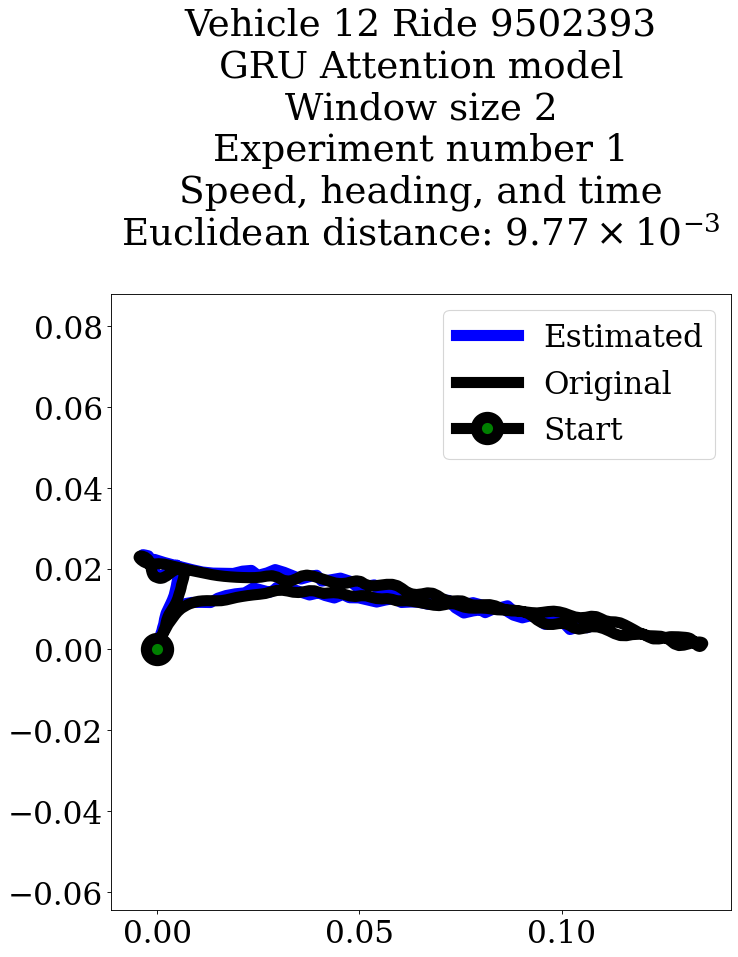 Vehicle 12 Ride 9502393
GRU Attention model
Window size 2
Experiment number 1
Speed, heading, and time
Euclidean distance: 9.77 × 10⁻³
Estimated
Original
Start
0.08
0.06
0.04
0.02
0.00
−0.02
−0.04
−0.06
0.00 0.05 0.10